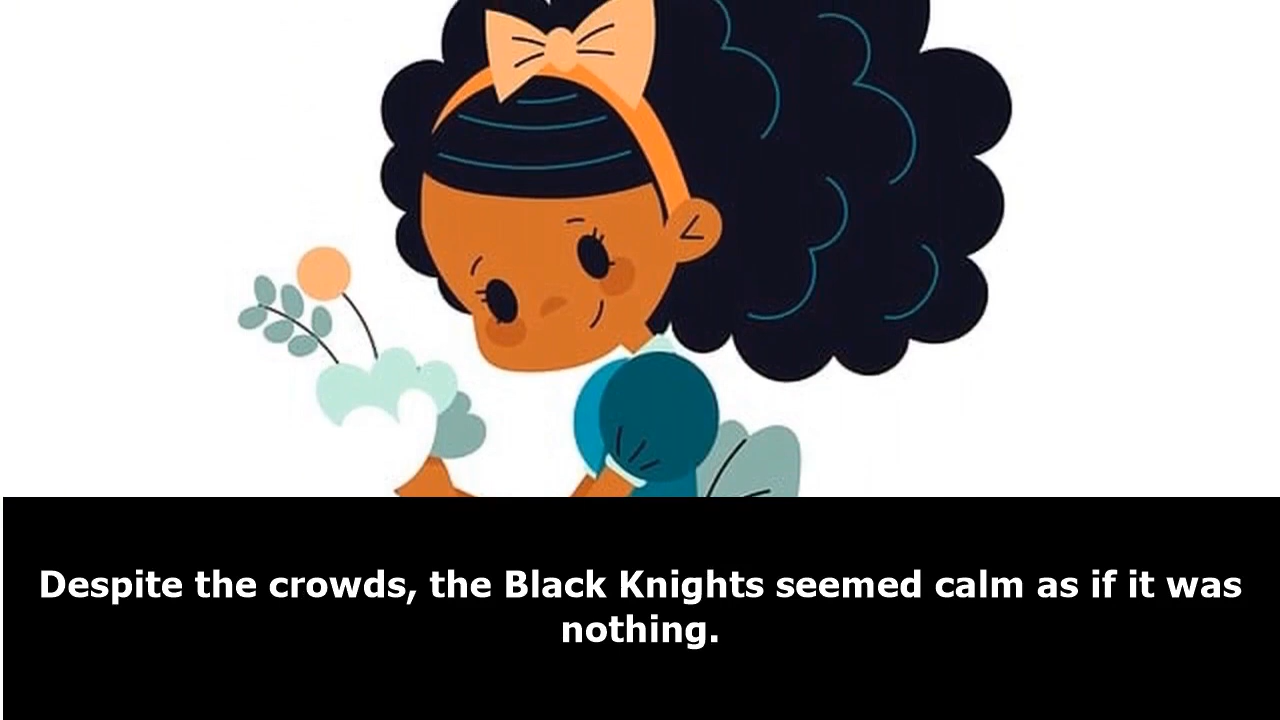 Despite the crowds, the Black Knights seemed calm as if it was
nothing.